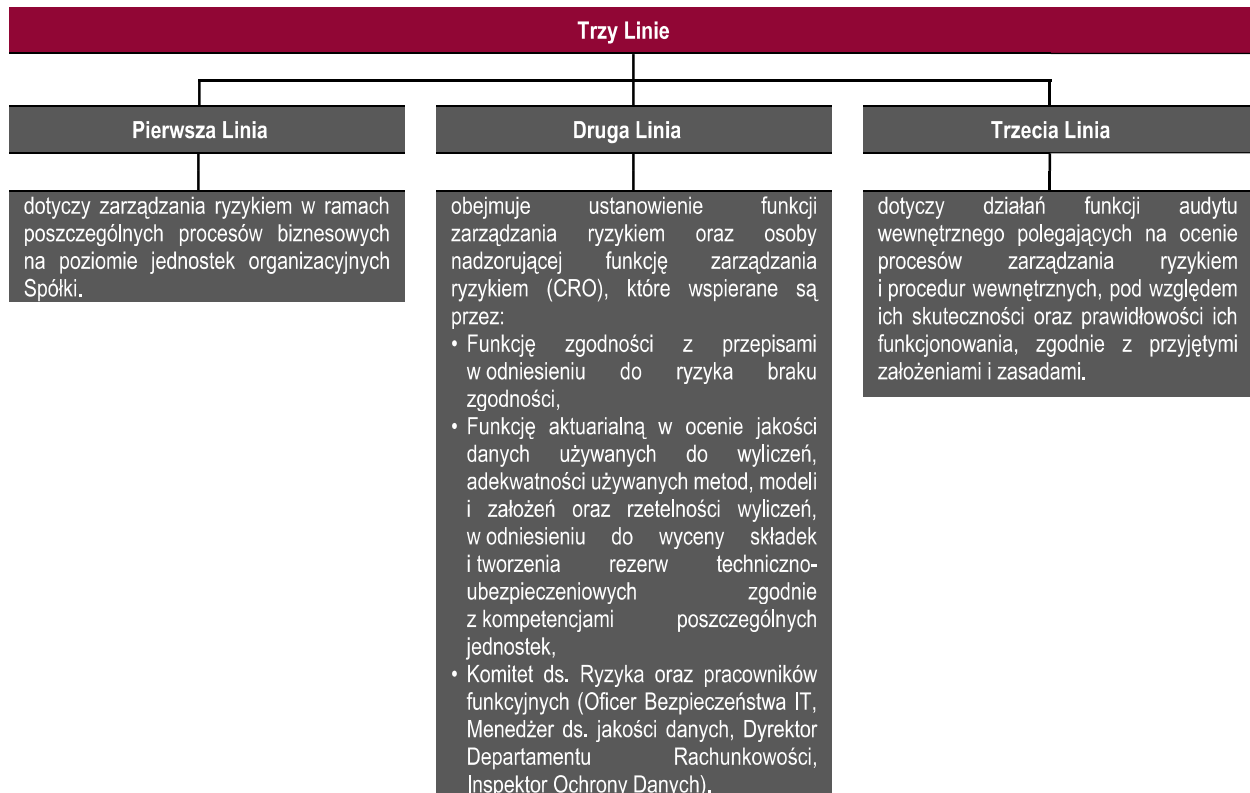 Trzy Linie
Pierwsza Linia
dotyczy zarządzania ryzykiem w ramach
poszczególnych procesów biznesowych
na poziomie jednostek organizacyjnych
Spółki.
Druga Linia
obejmuje ustanowienie funkcji
zarządzania ryzykiem oraz osoby
nadzorującej funkcję zarządzania
ryzykiem (CRO), które wspierane są
przez:
• Funkcję zgodności z przepisami
w odniesieniu do ryzyka braku
zgodności,
• Funkcję aktuarialną w ocenie jakości
danych używanych do wyliczeń,
adekwatności używanych metod, modeli
i założeń oraz rzetelności wyliczeń,
w odniesieniu do wyceny składek
i tworzenia rezerw techniczno-
ubezpieczeniowych zgodnie
z kompetencjami poszczególnych
jednostek,
• Komitet ds. Ryzyka oraz pracowników
funkcyjnych (Oficer Bezpieczeństwa IT,
Menedżer ds. jakości danych, Dyrektor
Departamentu Rachunkowości,
Inspektor Ochrony Danych).
Trzecia Linia
dotyczy działań funkcji audytu
wewnętrznego polegających na ocenie
procesów zarządzania ryzykiem
i procedur wewnętrznych, pod względem
ich skuteczności oraz prawidłowości ich
funkcjonowania, zgodnie z przyjętymi
założeniami i zasadami.